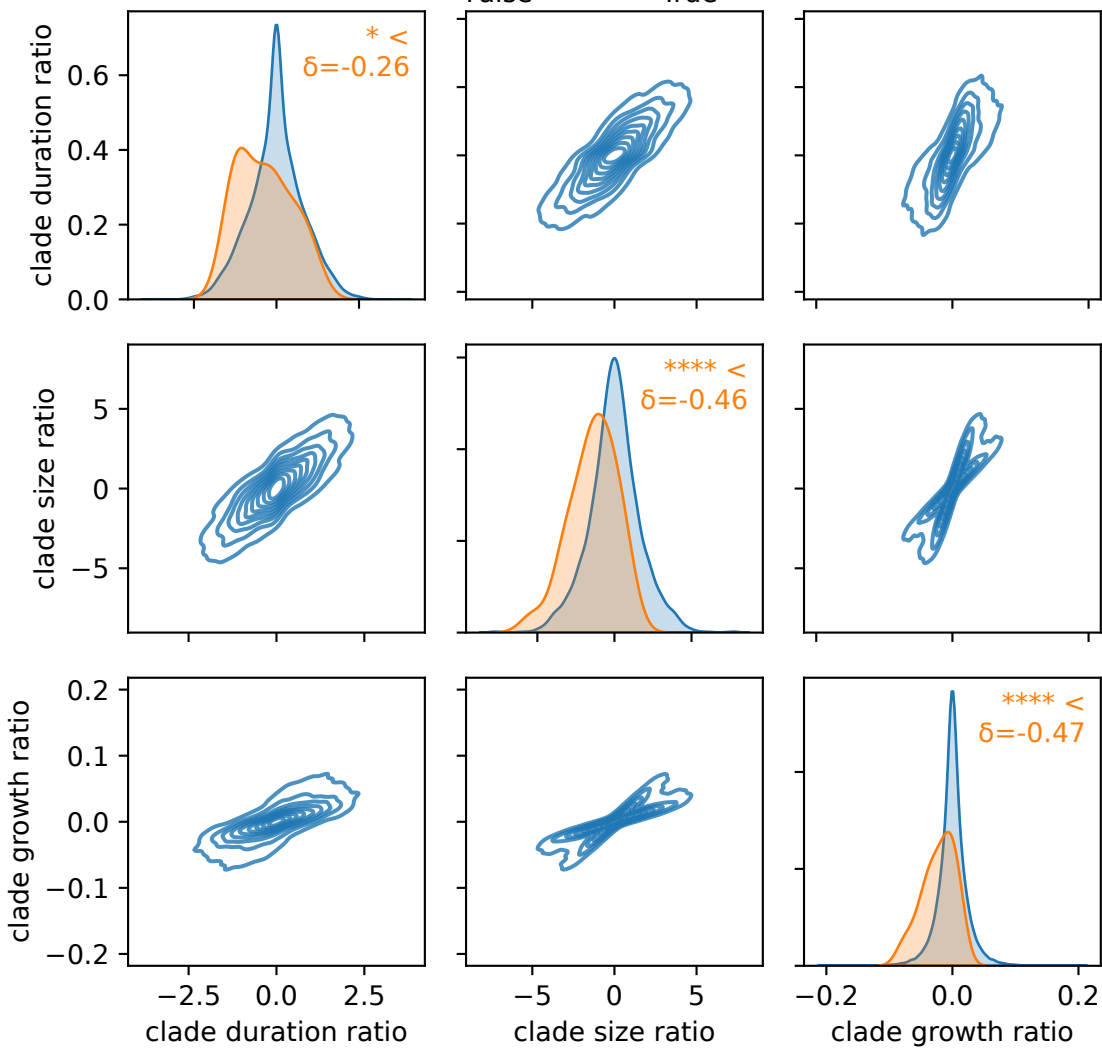 clade duration ratio
0.6
0.4
0.2
0.0
* <
δ=-0.26
clade size ratio
5
0
−5
**** <
δ=-0.46
clade growth ratio
0.2
0.1
0.0
−0.1
−0.2
**** <
δ=-0.47
−2.5 0.0 2.5
−5 0 5
−0.2 0.0 0.2
clade duration ratio
clade size ratio
clade growth ratio